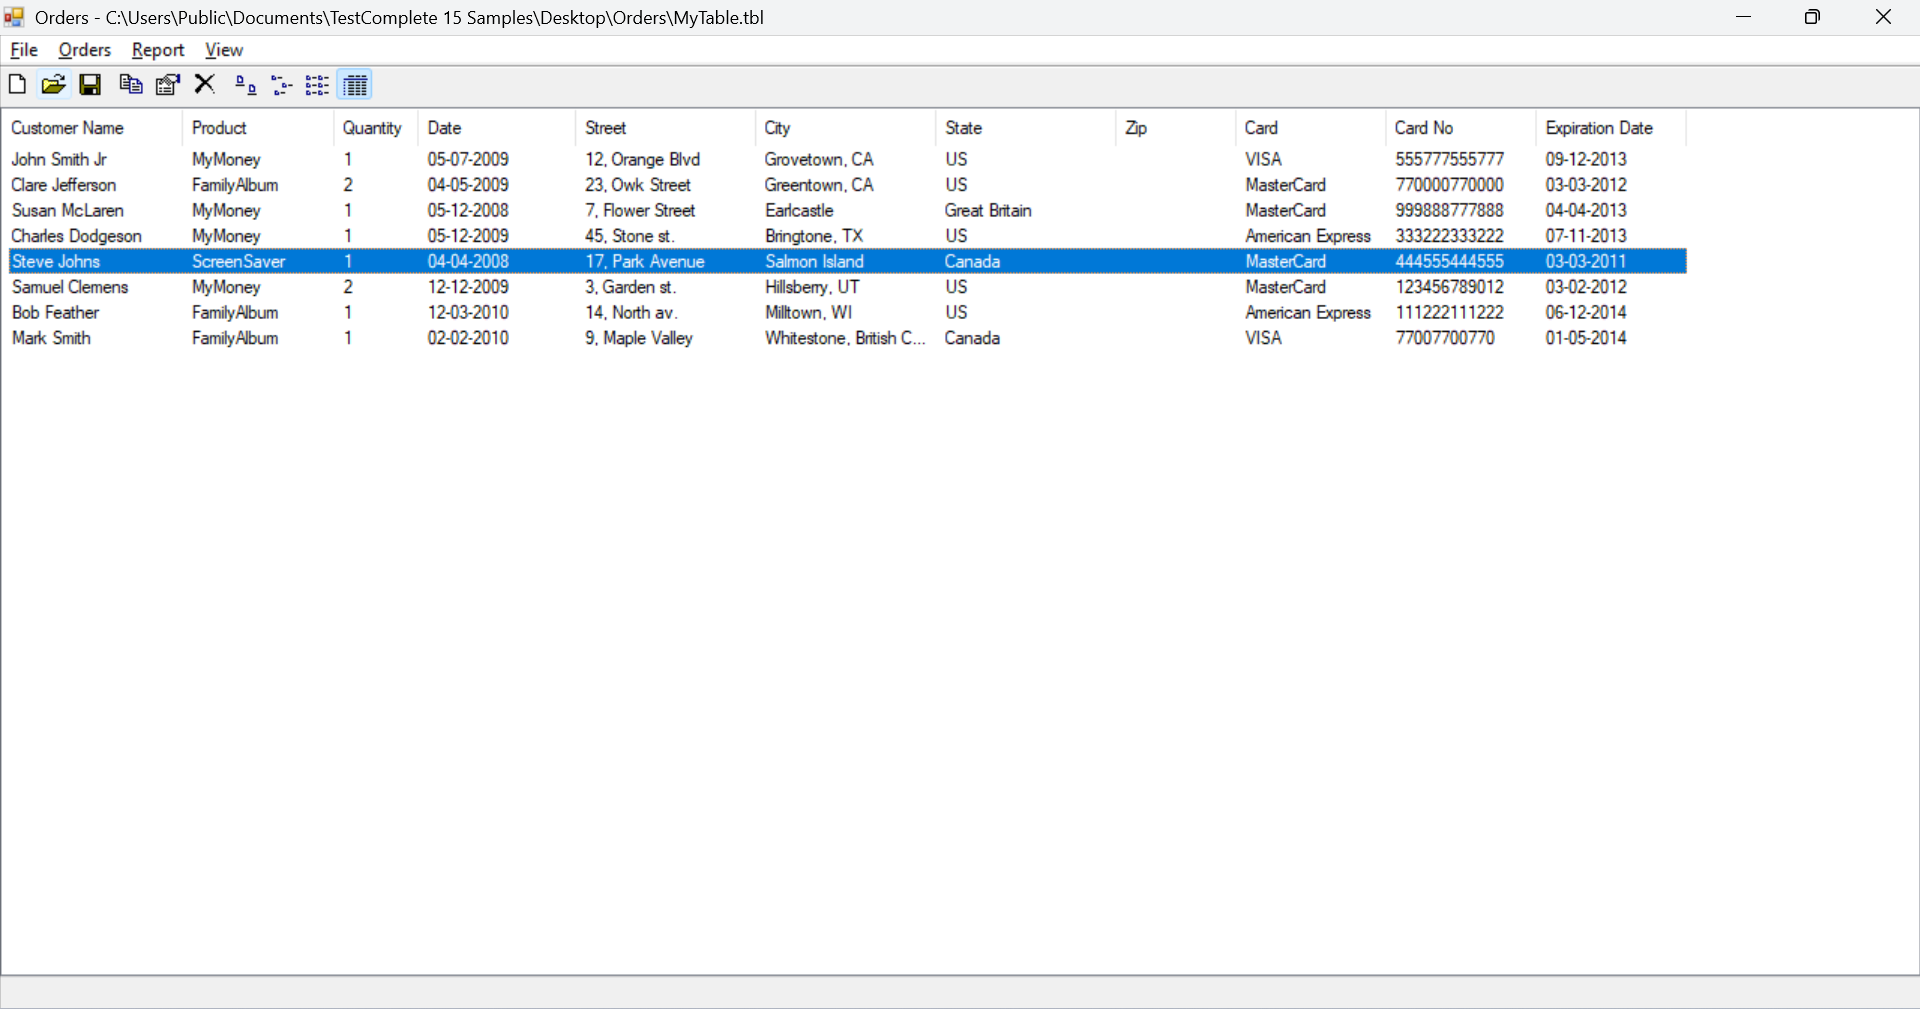 Orders - C:\Users\Public\Documents\TestComplete 15 Samples\Desktop\Orders\MyTable.tbl
File Orders Report View
Customer Name Product Quantity Date Street City State Zip Card Card No Expiration Date
John Smith Jr MyMoney 1 05-07-2009 12, Orange Blvd Grovetown, CA US VISA 555777555777 09-12-2013
Clare Jefferson FamilyAlbum 2 04-05-2009 23, Owk Street Greentown, CA US MasterCard 770000770000 03-03-2012
Susan McLaren MyMoney 1 05-12-2008 7, Flower Street Earlcastle Great Britain MasterCard 999888777888 04-04-2013
Charles Dodgeson MyMoney 1 05-12-2009 45, Stone st. Bringtone, TX US American Express 333222333222 07-11-2013
Steve Johns ScreenSaver 1 04-04-2008 17, Park Avenue Salmon Island Canada MasterCard 444555444555 03-03-2011
Samuel Clemens MyMoney 2 12-12-2009 3, Garden st. Hillsberry, UT US MasterCard 123456789012 03-02-2012
Bob Feather FamilyAlbum 1 12-03-2010 14, North av. Milltown, WI US American Express 111222111222 06-12-2014
Mark Smith FamilyAlbum 1 02-02-2010 9, Maple Valley Whitestone, British C... Canada VISA 77007700770 01-05-2014